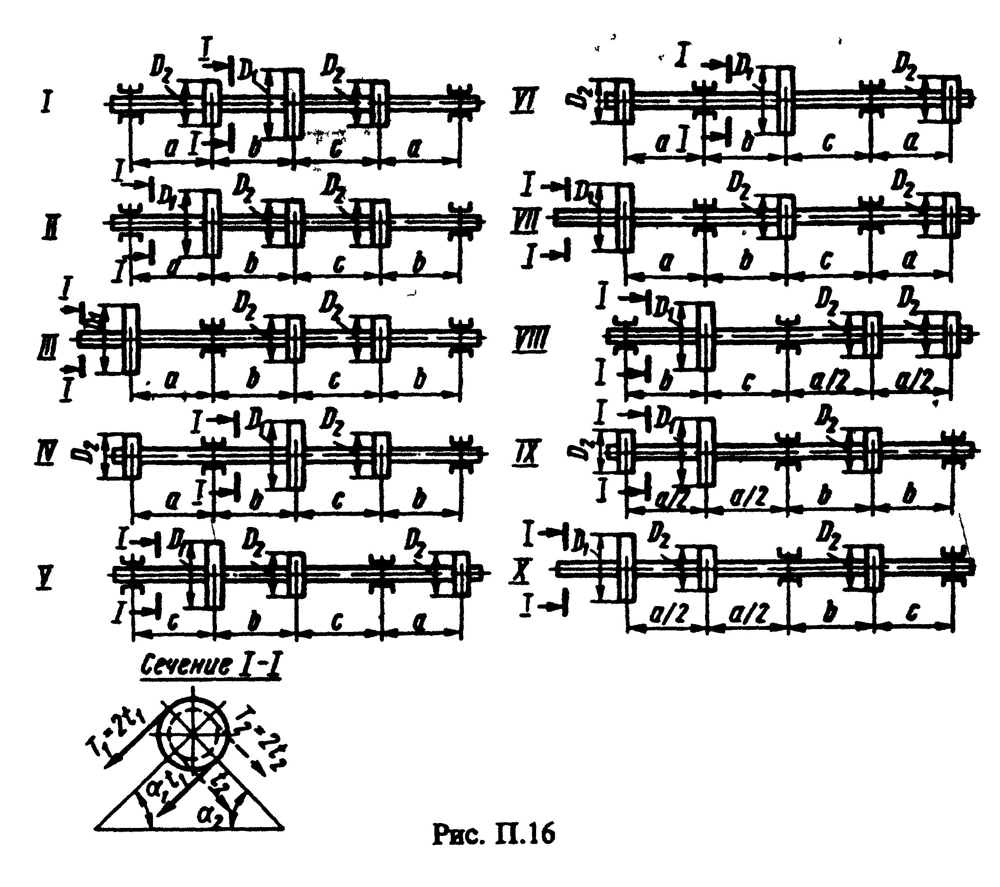 I
I D₂ D₁ D₂
I
a b c a
II
I D₁ D₂ D₂
I
a b c b
III
I D₂ D₂
I
a b c b
IV
D₂ I D₁ D₂
I
a b c b
V
I D₁ D₂ D₂
I
c b c a
VI
D₂ I D₁ D₂
I
a b c a
VII
I D₁ D₂ D₂
I
a b c a
VIII
I D₁ D₂ D₂
I
b c a/2 a/2
IX
D₂ I D₁ D₂
I
a/2 a/2 b b
X
I D₁ D₂ D₂
I
a/2 a/2 b c
Сечение I-I
T₁=2t₁
T₂=2t₂
α₁ t₁ t₂
α₂
Рис. П.16